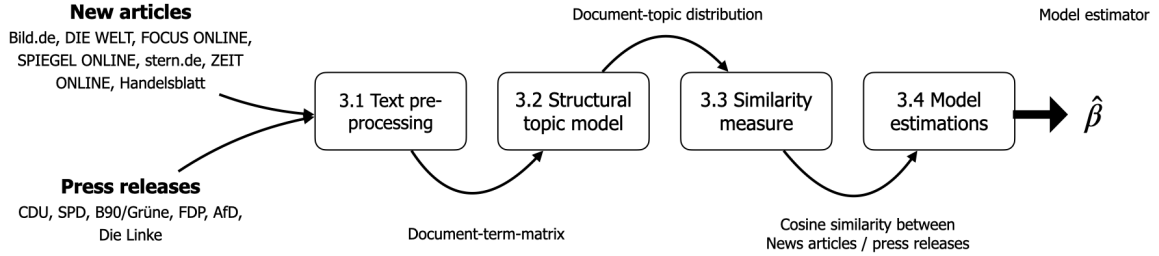 New articles
Bild.de, DIE WELT, FOCUS ONLINE,
SPIEGEL ONLINE, stern.de, ZEIT
ONLINE, Handelsblatt
Press releases
CDU, SPD, B90/Grüne, FDP, AfD,
Die Linke
3.1 Text pre-
processing
Document-term-matrix
3.2 Structural
topic model
Document-topic distribution
3.3 Similarity
measure
Cosine similarity between
News articles / press releases
3.4 Model
estimations
Model estimator
β̂